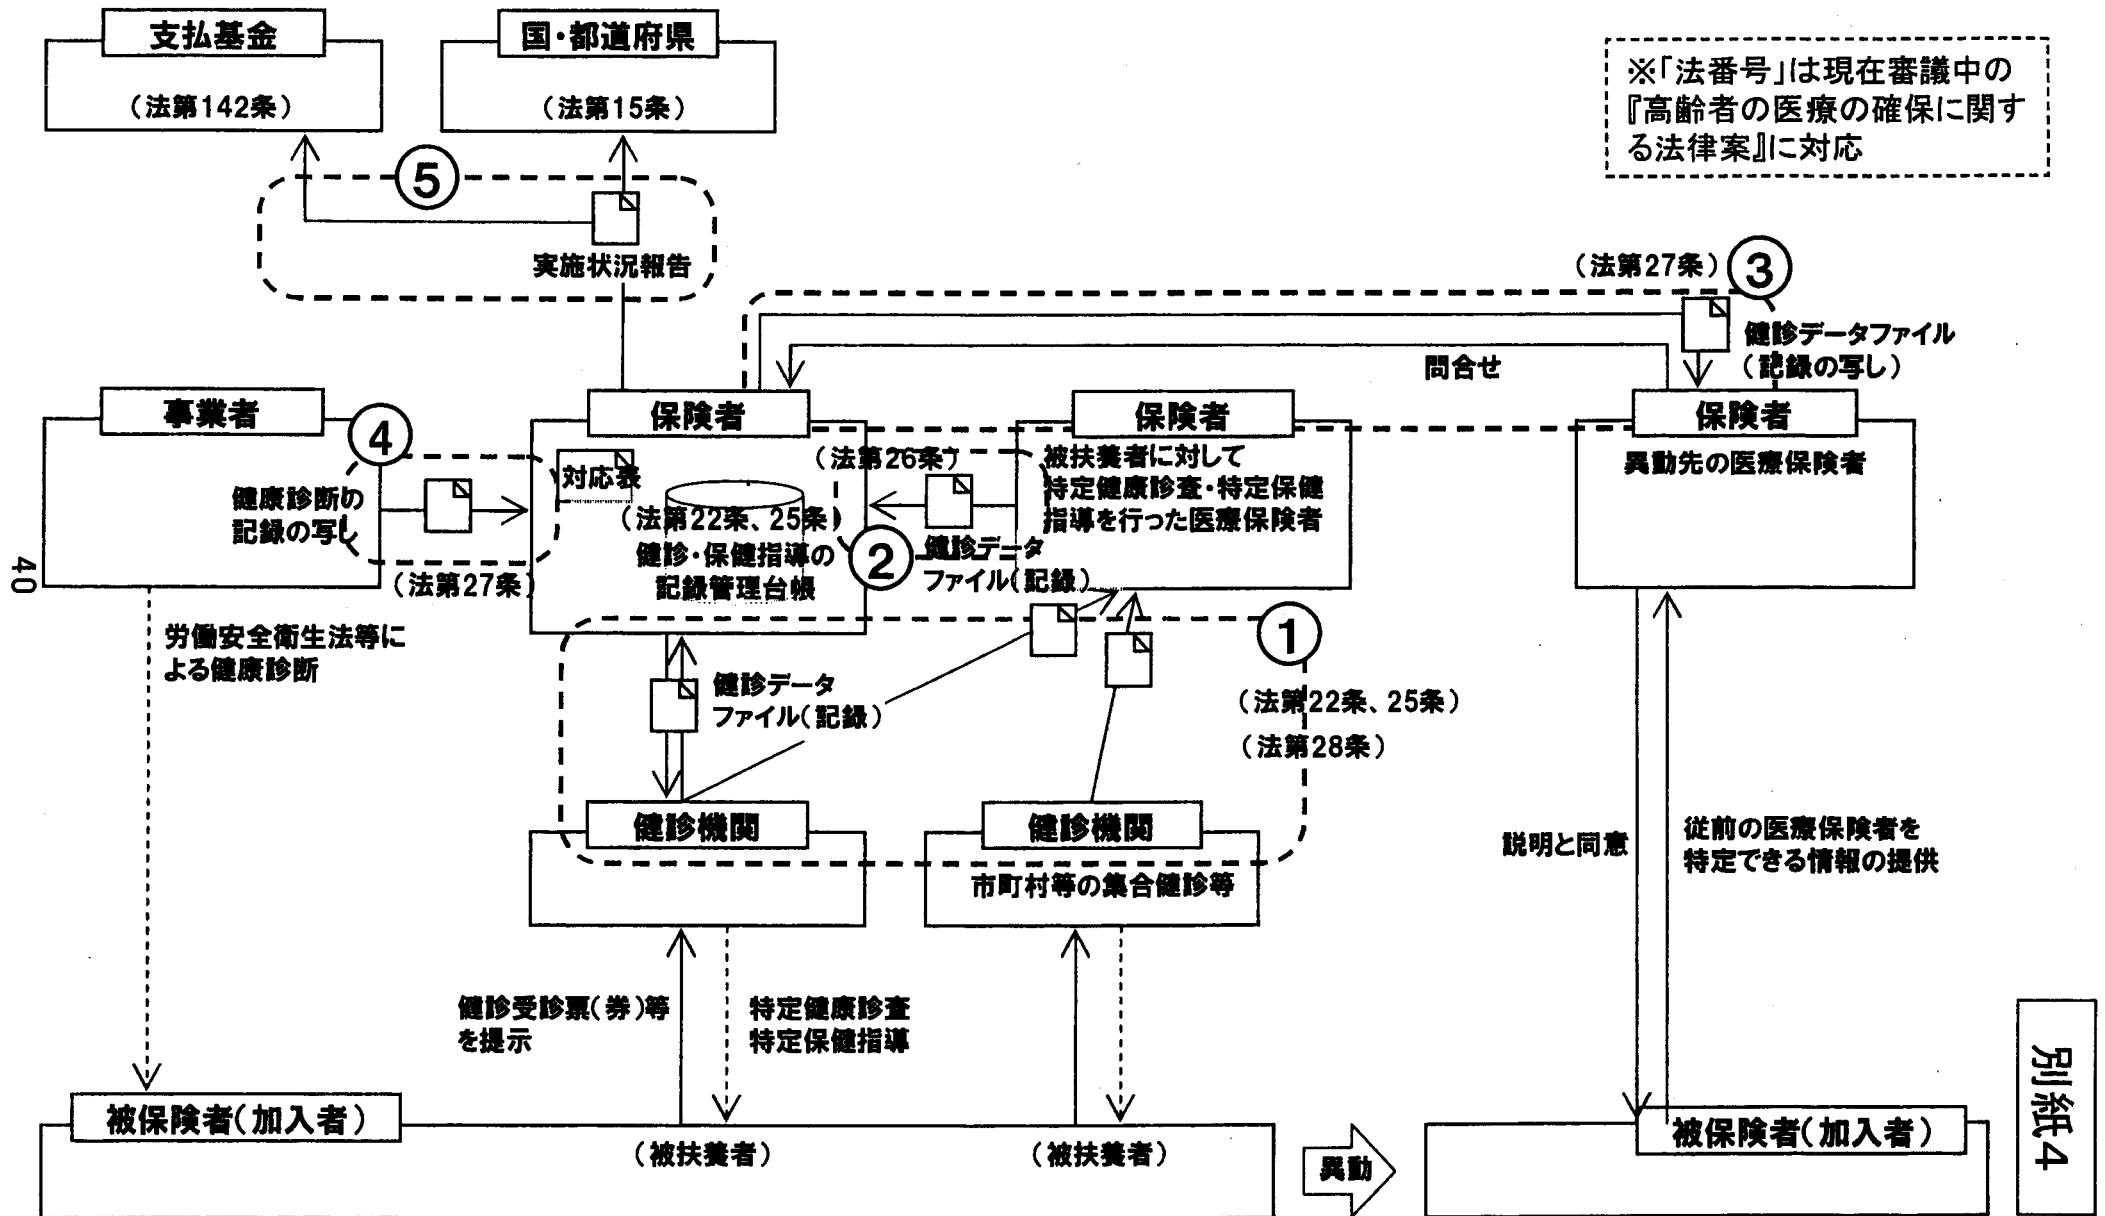 支払基金
(法第142条)
国・都道府県
(法第15条)
※「法番号」は現在審議中の
『高齢者の医療の確保に関す
る法律案』に対応
⑤
実施状況報告
(法第27条)
③
健診データファイル
(記録の写し)
問合せ
事業者
④
健康診断の
記録の写し
(法第27条)
保険者
対応表
(法第22条、25条)
健診・保健指導の
記録管理台帳
(法第26条)
②
健診データ
ファイル(記録)
保険者
被扶養者に対して
特定健康診査・特定保健
指導を行った医療保険者
保険者
異動先の医療保険者
40
労働安全衛生法等に
よる健康診断
①
健診データ
ファイル(記録)
(法第22条、25条)
(法第28条)
健診機関
健診機関
市町村等の集合健診等
説明と同意
従前の医療保険者を
特定できる情報の提供
健診受診票(券)等
を提示
特定健康診査
特定保健指導
被保険者(加入者)
(被扶養者)
(被扶養者)
異動
被保険者(加入者)
別紙4